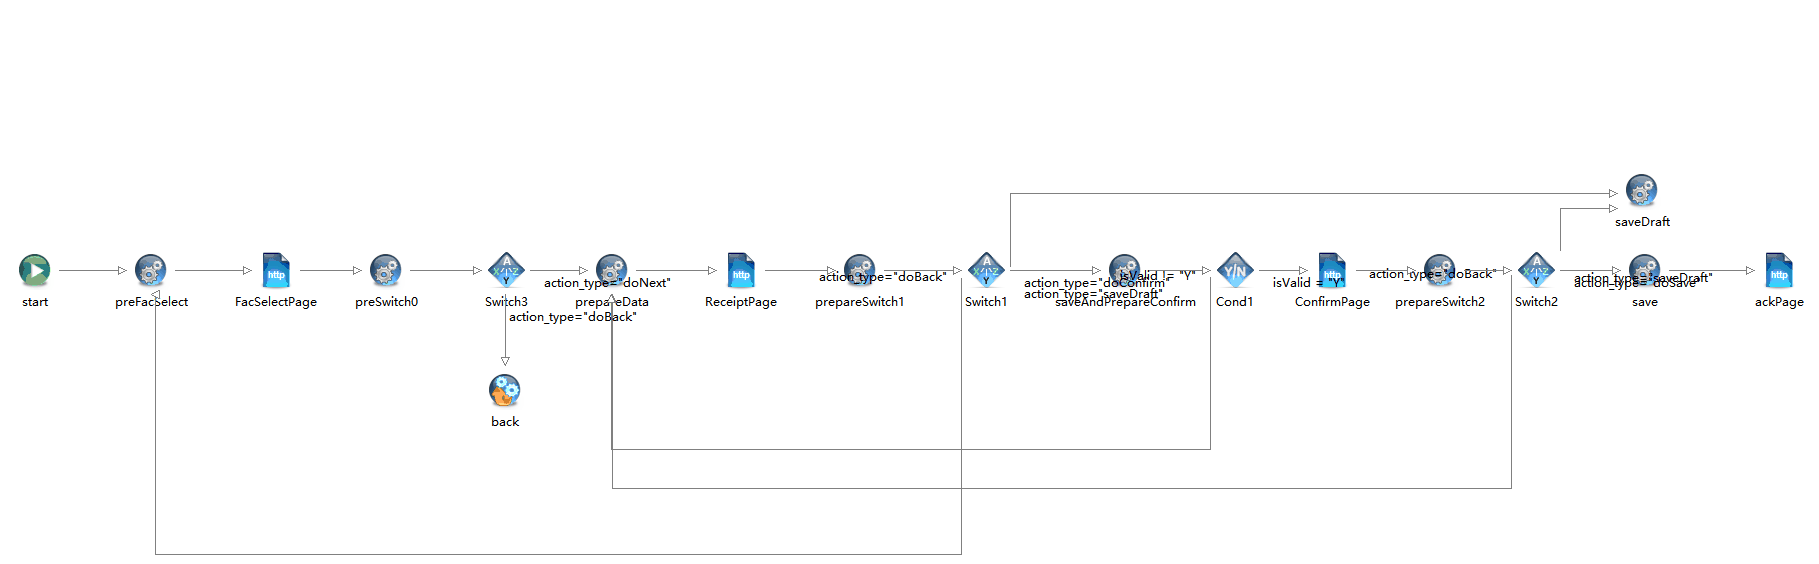 saveDraft
action_type="doBack"
isValid != "Y"
action_type="doBack"
action_type="doNext"
action_type="doConfirm"
isValid = "Y"
action_type="saveDraft"
action_type="doSave"
action_type="saveDraft"
start
preFacSelect
FacSelectPage
preSwitch0
Switch3
prepareData
ReceiptPage
prepareSwitch1
Switch1
saveAndPrepareConfirm
Cond1
ConfirmPage
prepareSwitch2
Switch2
save
ackPage
action_type="doBack"
back